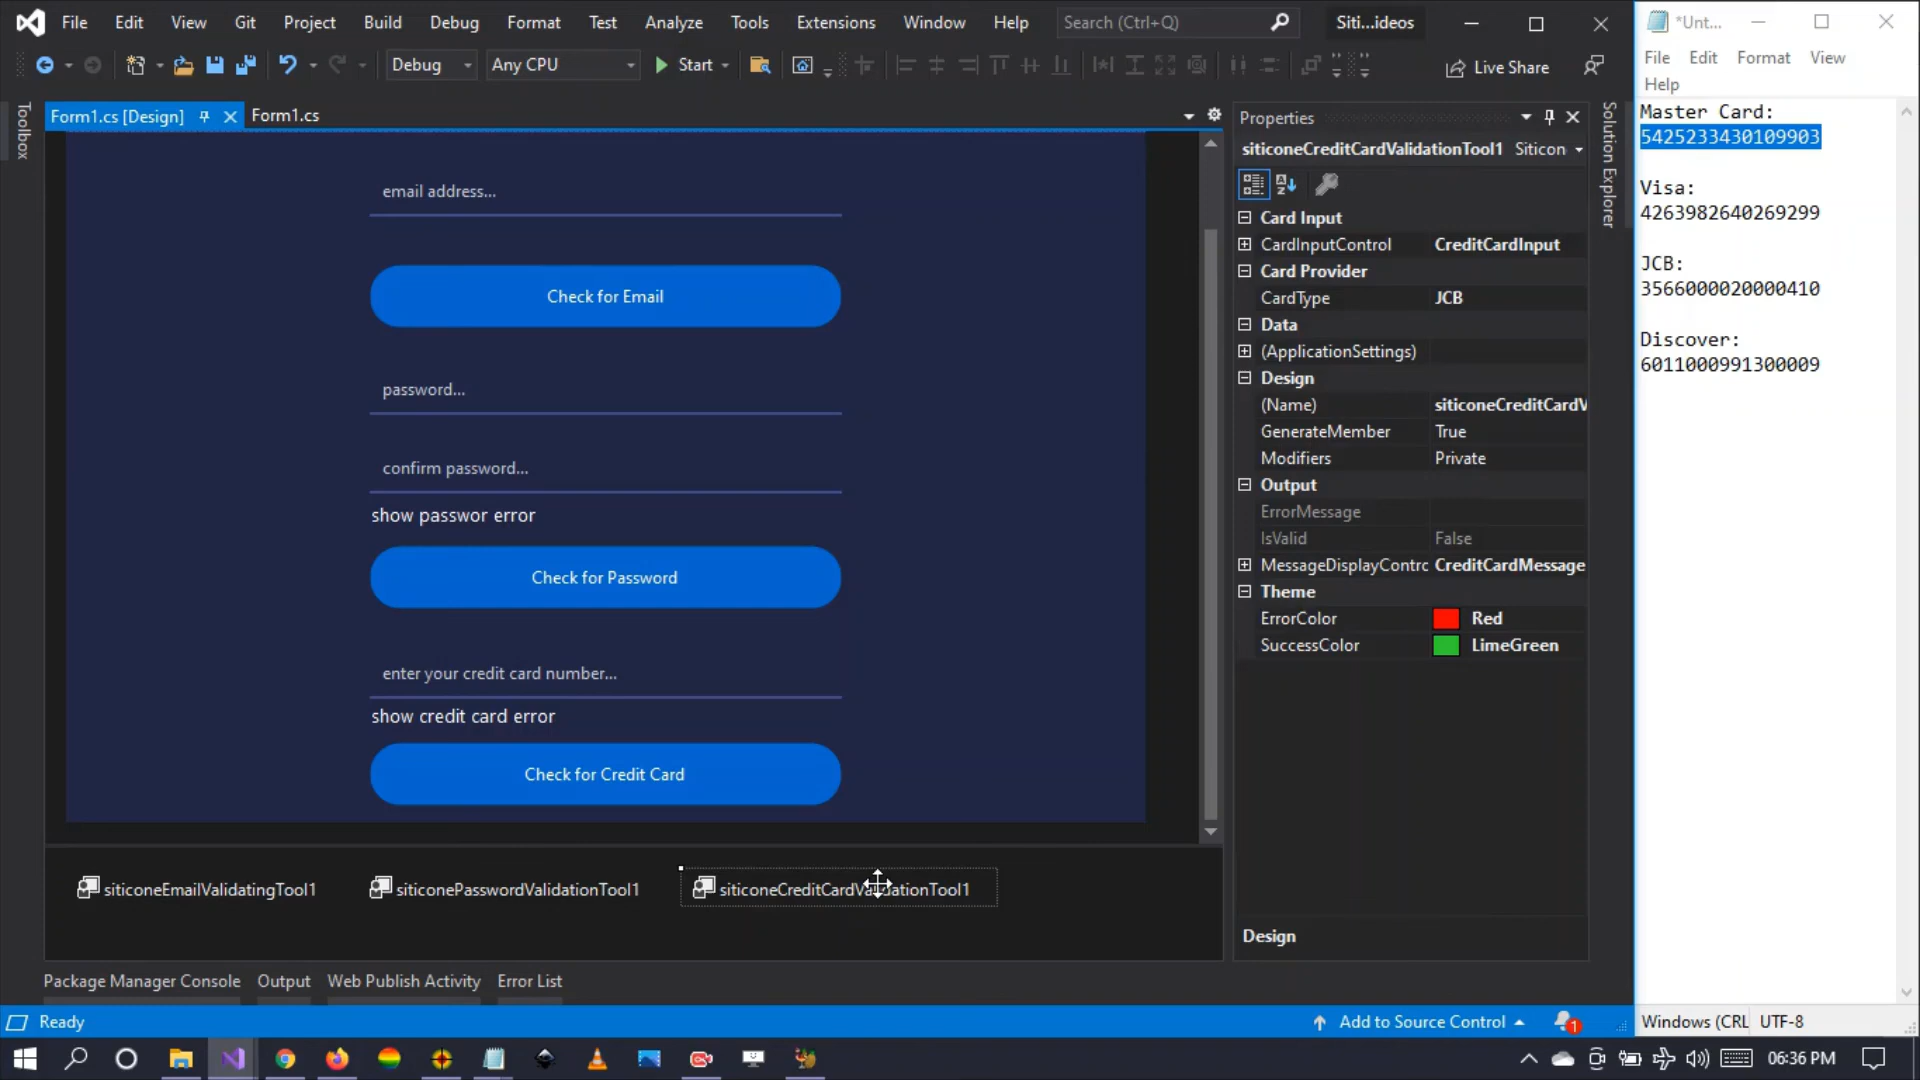 File Edit View Git Project Build Debug Format Test Analyze Tools Extensions Window Help Search (Ctrl+Q) Siti...ideos
Debug Any CPU Start Live Share
Toolbox
Form1.cs [Design] Form1.cs
email address...
Check for Email
password...
confirm password...
show passwor error
Check for Password
enter your credit card number...
show credit card error
Check for Credit Card
siticoneEmailValidatingTool1 siticonePasswordValidationTool1 siticoneCreditCardValidationTool1
Package Manager Console Output Web Publish Activity Error List
Properties
siticoneCreditCardValidationTool1 Siticon
Card Input
CardInputControl CreditCardInput
Card Provider
CardType JCB
Data
(ApplicationSettings)
Design
(Name) siticoneCreditCardV
GenerateMember True
Modifiers Private
Output
ErrorMessage
IsValid False
MessageDisplayContro CreditCardMessage
Theme
ErrorColor Red
SuccessColor LimeGreen
Design
Solution Explorer
Ready Add to Source Control 1
*Unt...
File Edit Format View
Help
Master Card:
5425233430109903
Visa:
4263982640269299
JCB:
3566000020000410
Discover:
6011000991300009
Windows (CRL UTF-8
06:36 PM